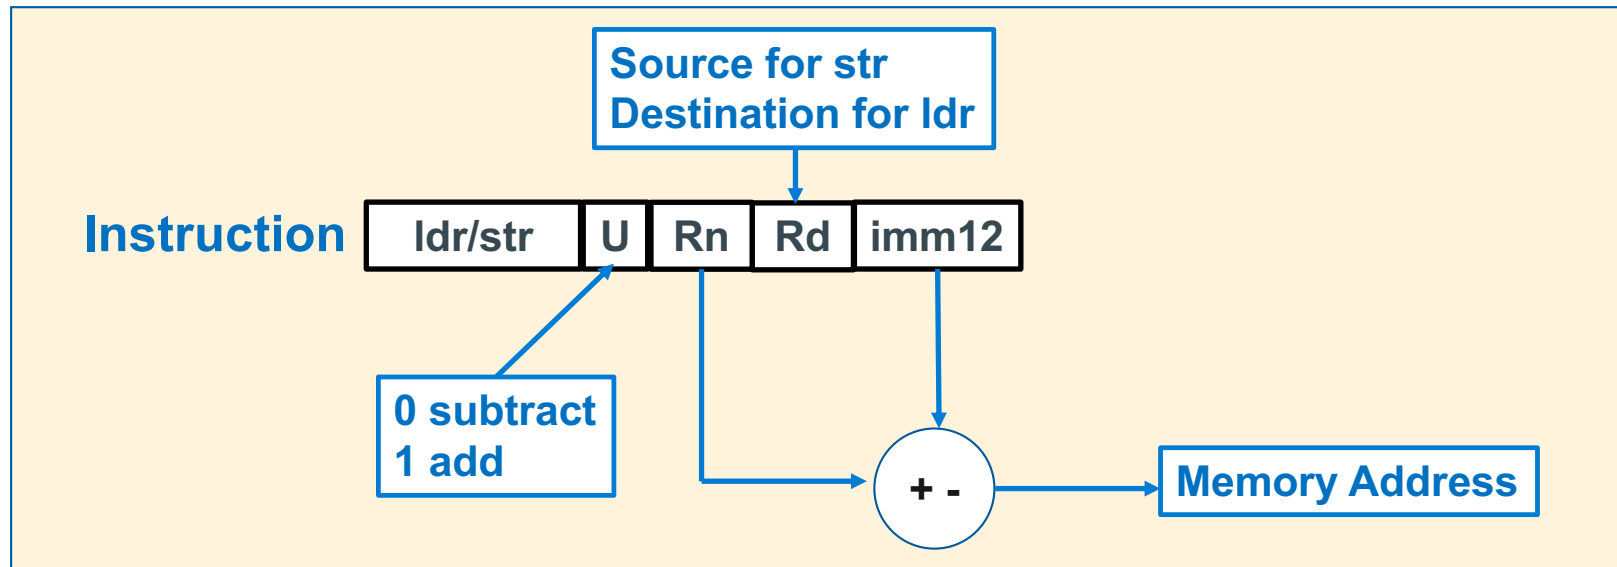 Source for str
Destination for ldr
Instruction
ldr/str
U
Rn
Rd
imm12
0 subtract
1 add
+ -
Memory Address